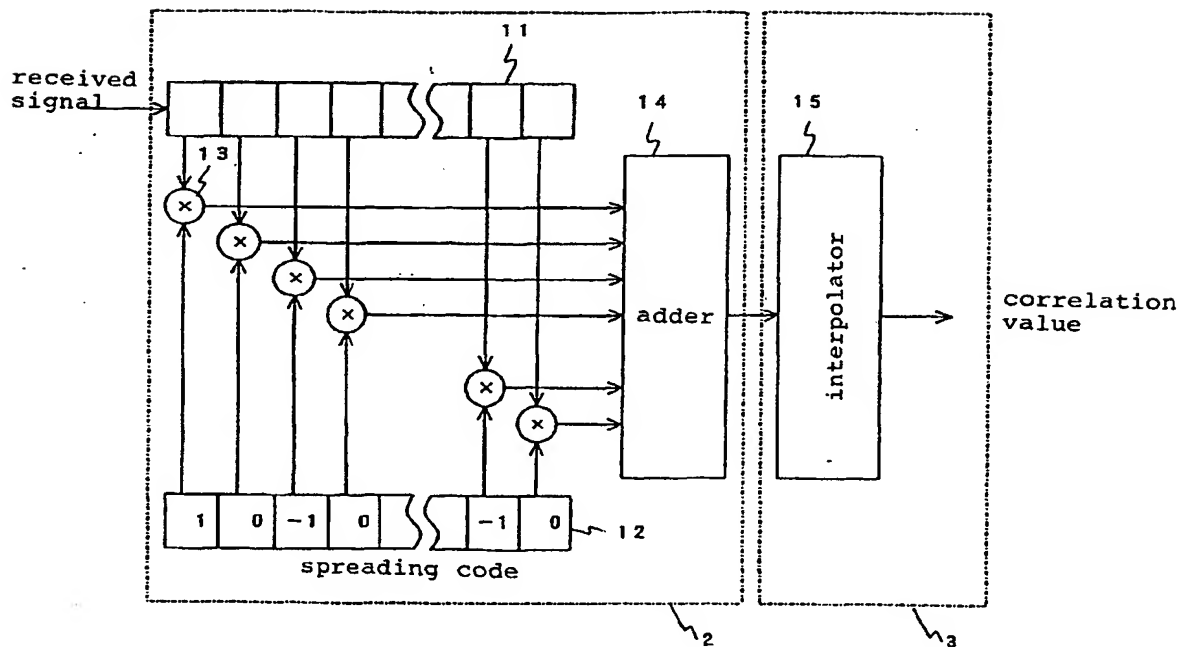 11
received
signal
14
15
13
×
×
×
×
adder
interpolator
correlation
value
×
×
1 0 -1 0 -1 0
12
spreading code
2
3